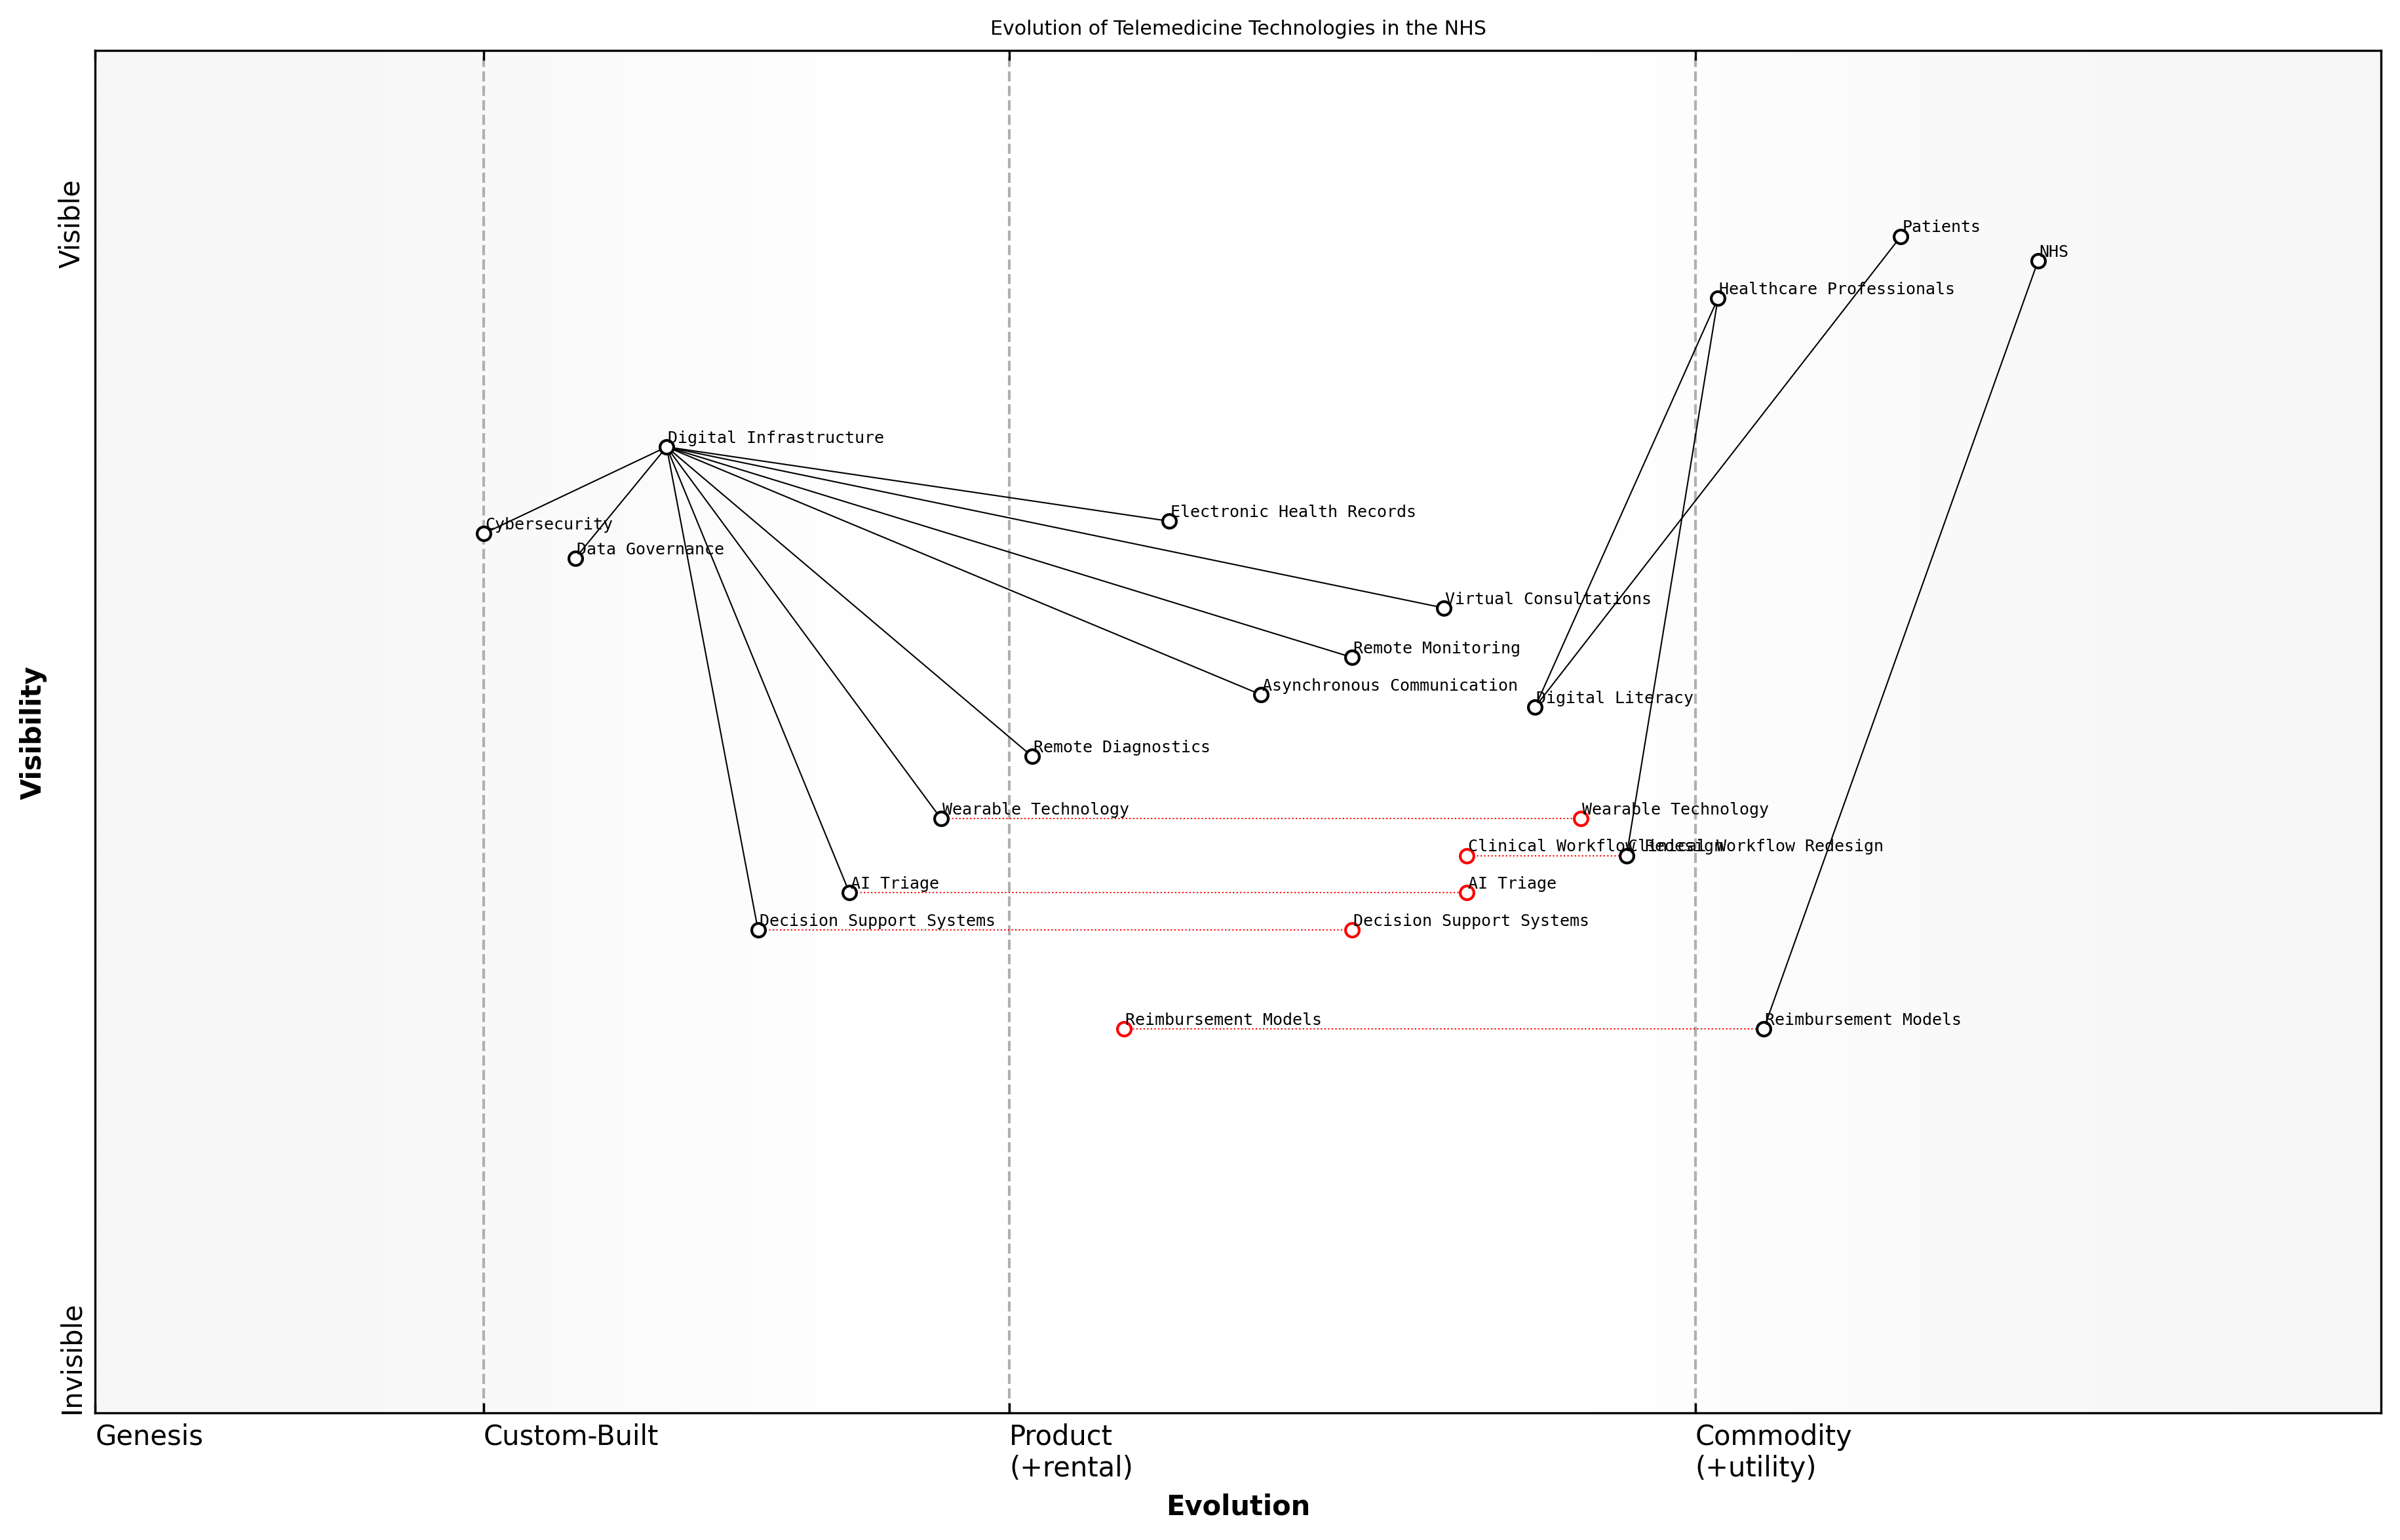 Evolution of Telemedicine Technologies in the NHS
Visible
Patients
NHS
Healthcare Professionals
Digital Infrastructure
Electronic Health Records
Cybersecurity
Data Governance
Virtual Consultations
Remote Monitoring
Asynchronous Communication
Digital Literacy
Remote Diagnostics
Visibility
Wearable Technology
Wearable Technology
Clinical Workflow Redesign
Clinical Workflow Redesign
AI Triage
AI Triage
Decision Support Systems
Decision Support Systems
Reimbursement Models
Reimbursement Models
Invisible
Genesis
Custom-Built
Product
(+rental)
Commodity
(+utility)
Evolution